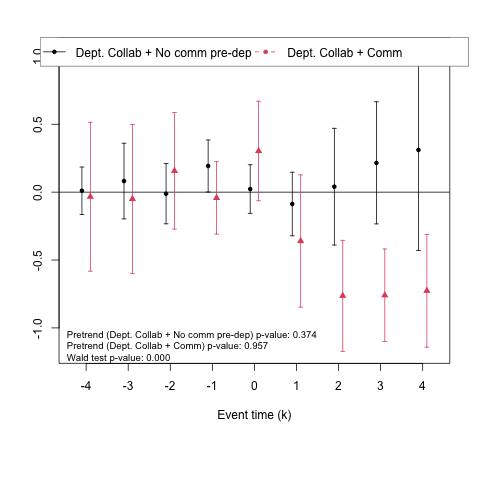 Dept. Collab + No comm pre-dep Dept. Collab + Comm
1.0
0.5
0.0
-0.5
-1.0
Pretrend (Dept. Collab + No comm pre-dep) p-value: 0.374
Pretrend (Dept. Collab + Comm) p-value: 0.957
Wald test p-value: 0.000
-4 -3 -2 -1 0 1 2 3 4
Event time (k)